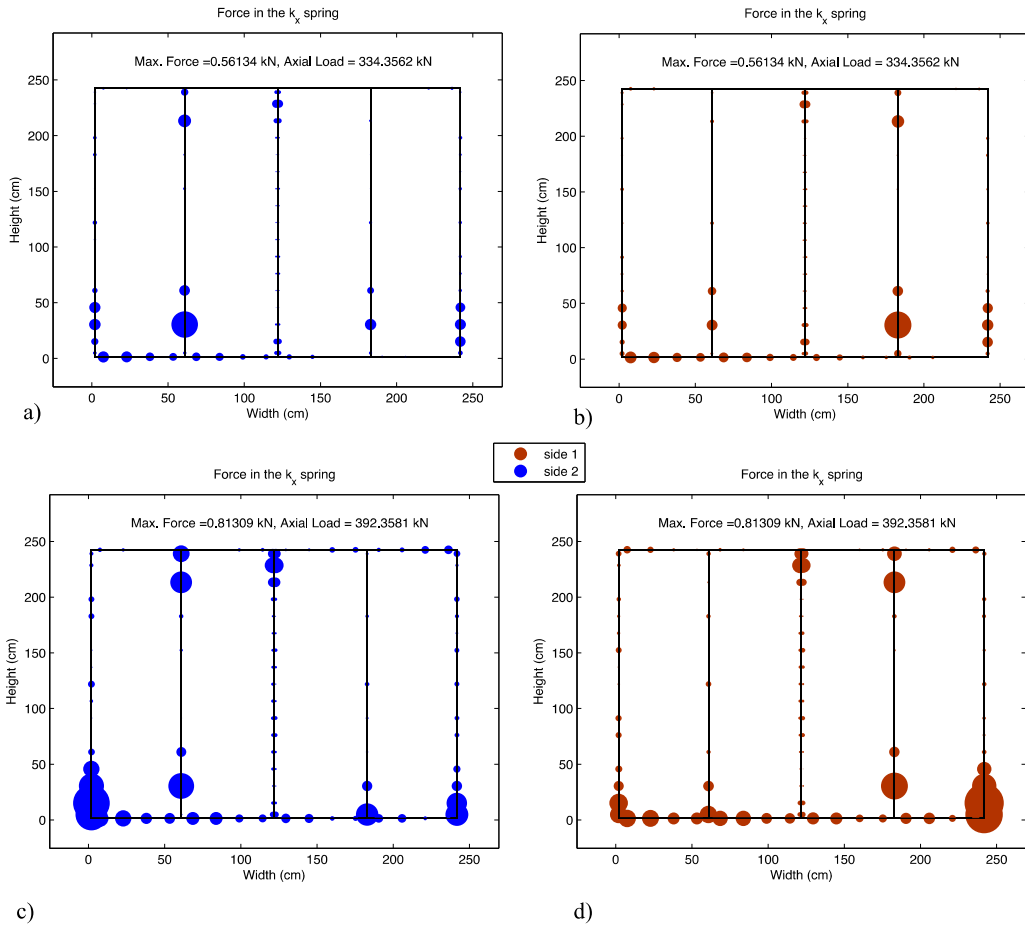 Force in the kx spring
Max. Force =0.56134 kN, Axial Load = 334.3562 kN
250
200
150
100
50
0
Height (cm)
0 50 100 150 200 250
Width (cm)
a)
Force in the kx spring
Max. Force =0.56134 kN, Axial Load = 334.3562 kN
250
200
150
100
50
0
Height (cm)
0 50 100 150 200 250
Width (cm)
b)
side 1
side 2
Force in the kx spring
Max. Force =0.81309 kN, Axial Load = 392.3581 kN
250
200
150
100
50
0
Height (cm)
0 50 100 150 200 250
Width (cm)
c)
Force in the kx spring
Max. Force =0.81309 kN, Axial Load = 392.3581 kN
250
200
150
100
50
0
Height (cm)
0 50 100 150 200 250
Width (cm)
d)